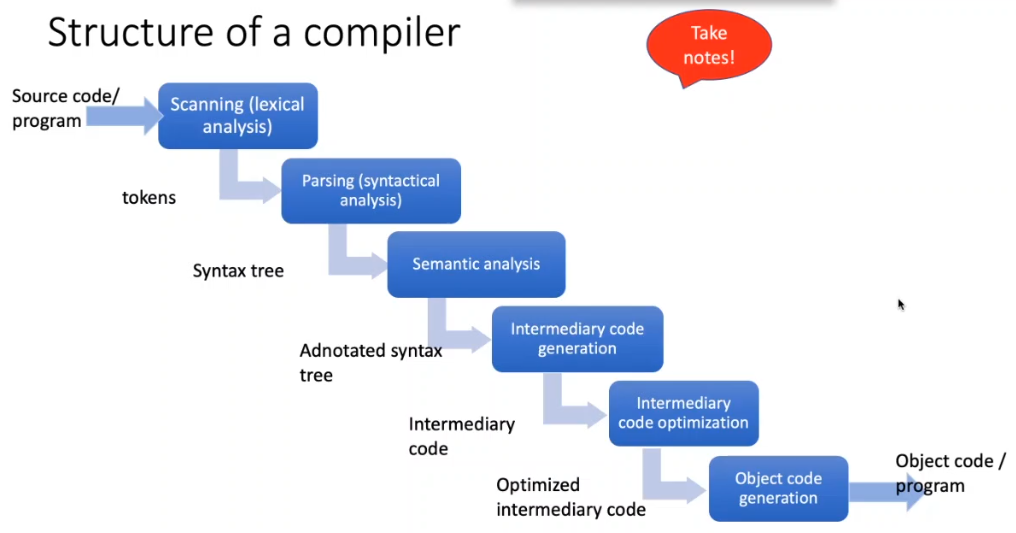 Structure of a compiler
Take
notes!
Source code/
program
Scanning (lexical
analysis)
tokens
Parsing (syntactical
analysis)
Syntax tree
Semantic analysis
Adnotated syntax
tree
Intermediary code
generation
Intermediary
code
Intermediary
code optimization
Optimized
intermediary code
Object code
generation
Object code /
program